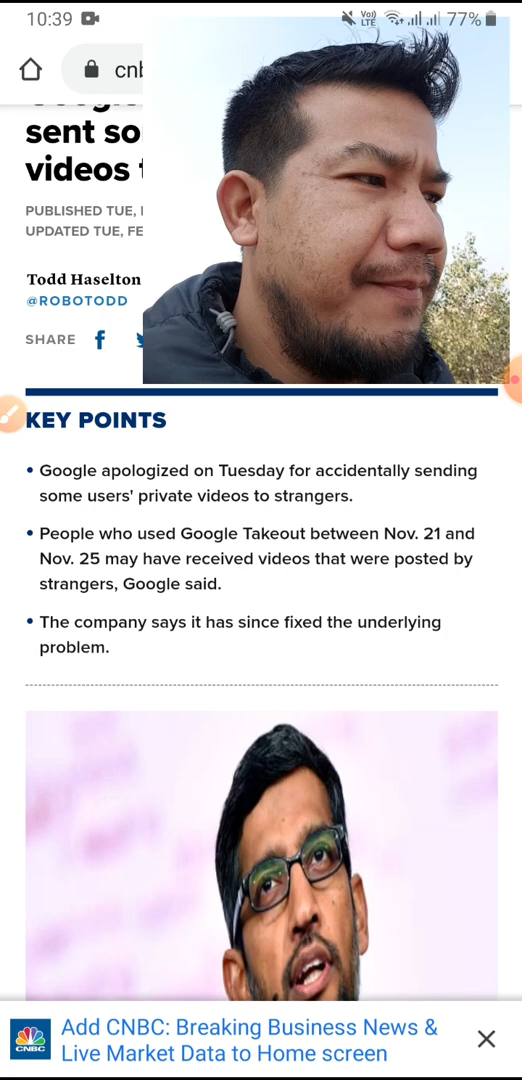 10:39
Vo) LTE 77%
cnb
sent so
videos
PUBLISHED TUE,
UPDATED TUE, FE
Todd Haselton
@ROBOTODD
SHARE f
KEY POINTS
• Google apologized on Tuesday for accidentally sending
some users' private videos to strangers.
• People who used Google Takeout between Nov. 21 and
Nov. 25 may have received videos that were posted by
strangers, Google said.
• The company says it has since fixed the underlying
problem.
CNBC
Add CNBC: Breaking Business News &
Live Market Data to Home screen